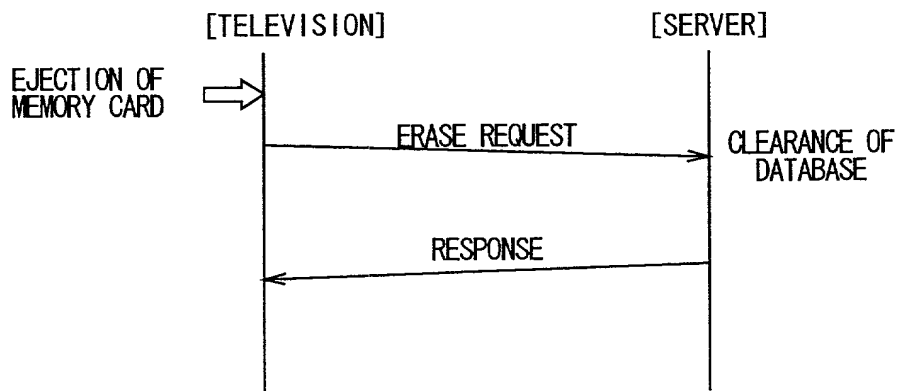 [TELEVISION]
[SERVER]
EJECTION OF
MEMORY CARD
ERASE REQUEST
CLEARANCE OF
DATABASE
RESPONSE